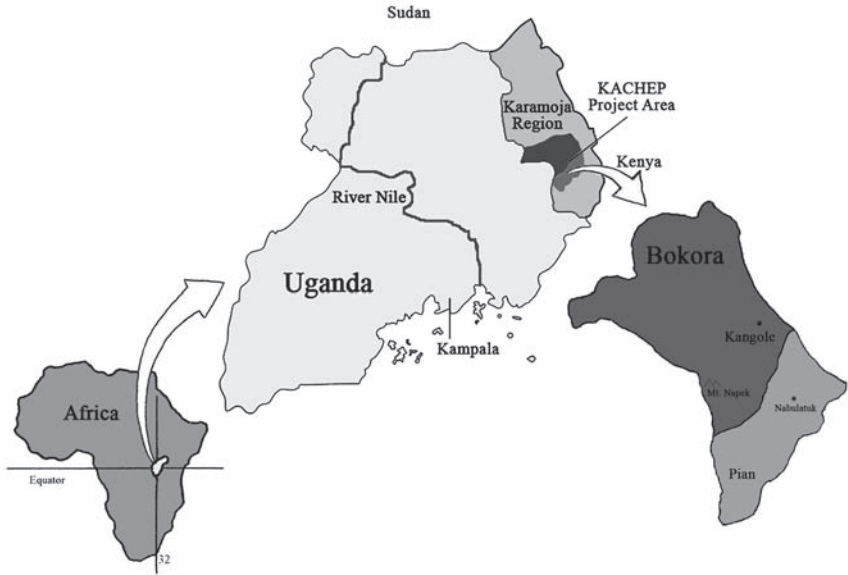 Sudan
KACHEP
Project Area
Karamoja
Region
Kenya
River Nile
Uganda
Bokora
Kangole
Kampala
Mt. Napek
Nabulatuk
Africa
Pian
Equator
32